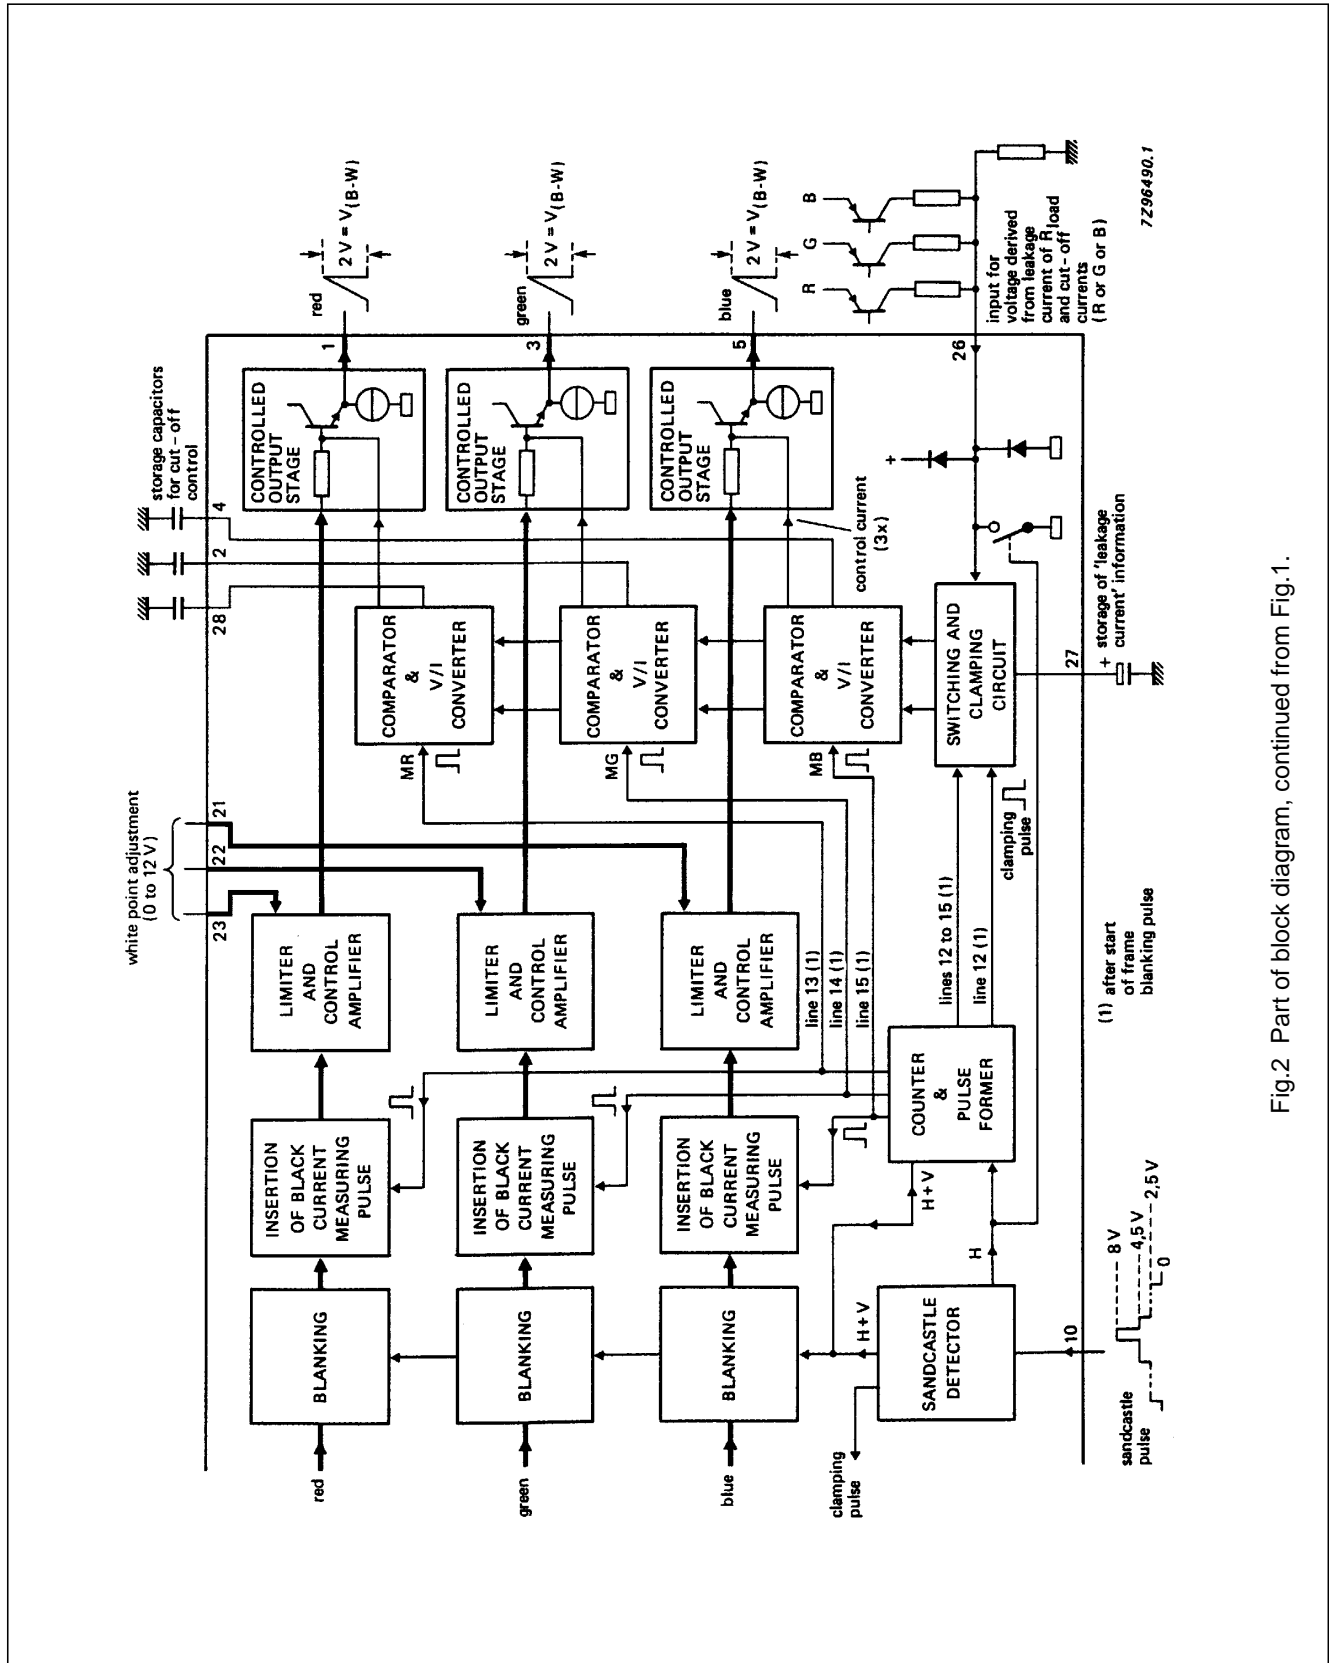 white point adjustment
(0 to 12 V)
23
22
21
28
2
4
storage capacitors
for cut - off
control
red
BLANKING
INSERTION
OF BLACK
CURRENT
MEASURING
PULSE
LIMITER
AND
CONTROL
AMPLIFIER
MR
COMPARATOR
&
V/I
CONVERTER
CONTROLLED
OUTPUT
STAGE
1
red
2 V = V(B-W)
green
BLANKING
INSERTION
OF BLACK
CURRENT
MEASURING
PULSE
LIMITER
AND
CONTROL
AMPLIFIER
MG
COMPARATOR
&
V/I
CONVERTER
CONTROLLED
OUTPUT
STAGE
3
green
2 V = V(B-W)
blue
BLANKING
INSERTION
OF BLACK
CURRENT
MEASURING
PULSE
LIMITER
AND
CONTROL
AMPLIFIER
MB
COMPARATOR
&
V/I
CONVERTER
CONTROLLED
OUTPUT
STAGE
5
blue
2 V = V(B-W)
line 13 (1)
line 14 (1)
line 15 (1)
control current
(3x)
R
G
B
clamping
pulse
H+V
H+V
SANDCASTLE
DETECTOR
H
COUNTER
&
PULSE
FORMER
lines 12 to 15 (1)
line 12 (1)
clamping
pulse
SWITCHING AND
CLAMPING
CIRCUIT
+
26
input for
voltage derived
from leakage
current of Rload
and cut - off
currents
(R or G or B)
10
27
+
storage of 'leakage
current' information
sandcastle
pulse
8 V
4,5 V
2,5 V
0
(1) after start
of frame
blanking pulse
7Z96490.1
Fig.2 Part of block diagram, continued from Fig.1.